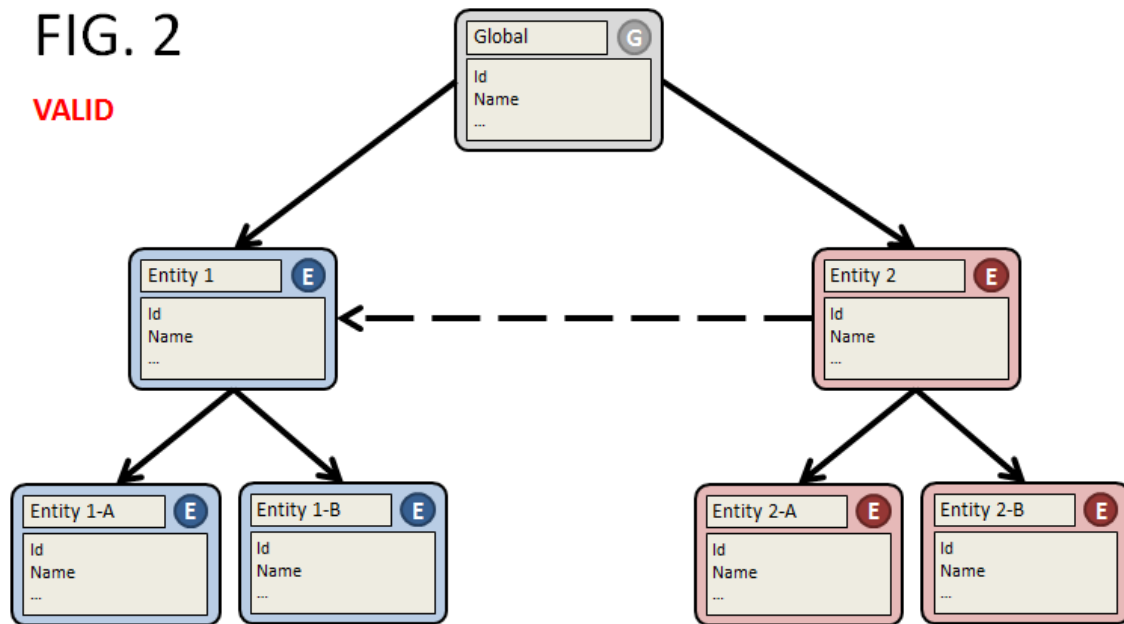 FIG. 2
VALID
Global
G
Id
Name
...
Entity 1
E
Id
Name
...
Entity 2
E
Id
Name
...
Entity 1-A
E
Id
Name
...
Entity 1-B
E
Id
Name
...
Entity 2-A
E
Id
Name
...
Entity 2-B
E
Id
Name
...